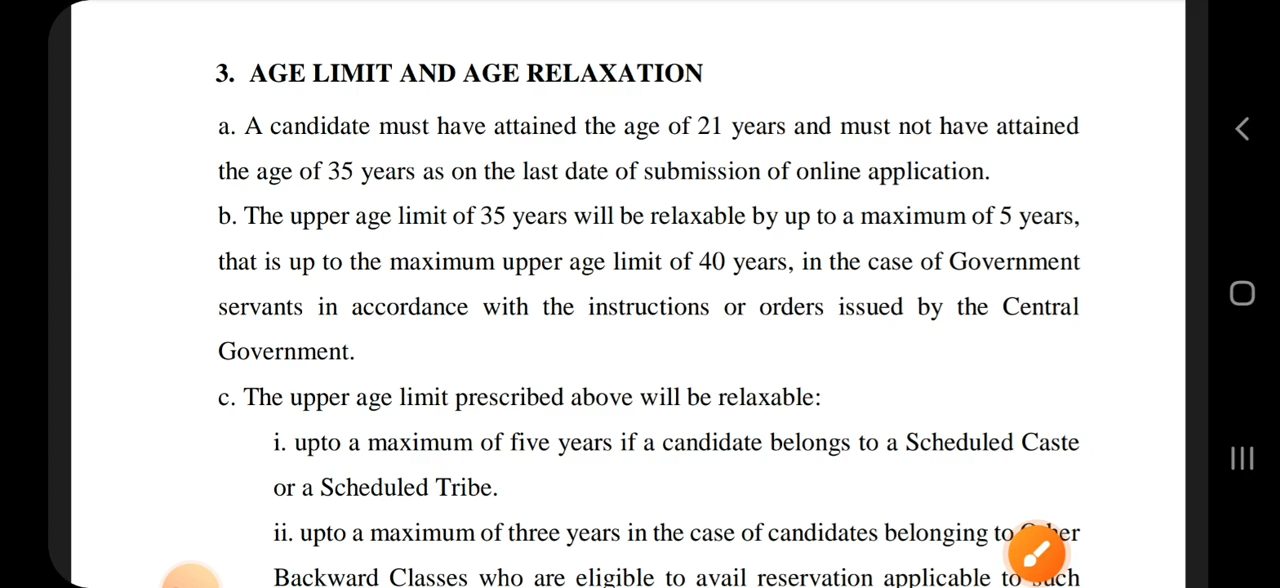 3. AGE LIMIT AND AGE RELAXATION
a. A candidate must have attained the age of 21 years and must not have attained
the age of 35 years as on the last date of submission of online application.
b. The upper age limit of 35 years will be relaxable by up to a maximum of 5 years,
that is up to the maximum upper age limit of 40 years, in the case of Government
servants in accordance with the instructions or orders issued by the Central
Government.
c. The upper age limit prescribed above will be relaxable:
i. upto a maximum of five years if a candidate belongs to a Scheduled Caste
or a Scheduled Tribe.
ii. upto a maximum of three years in the case of candidates belonging to
Backward Classes who are eligible to avail reservation applicable to such